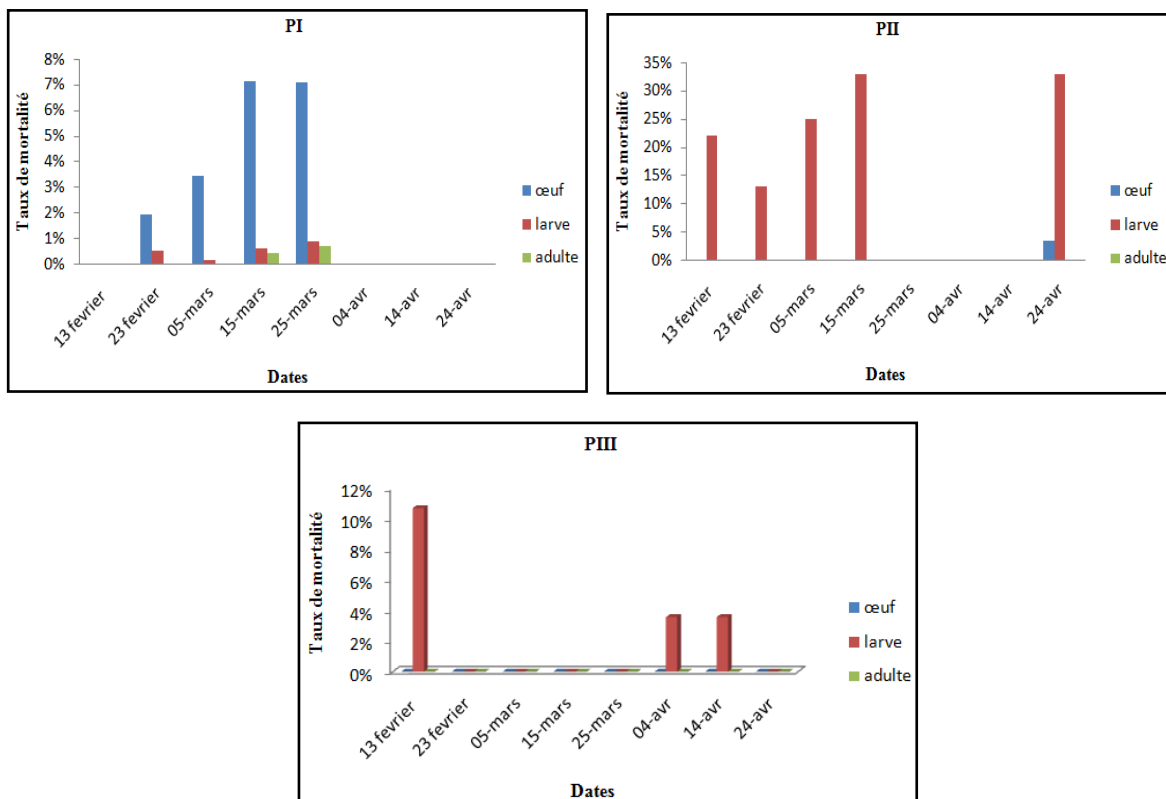 PI
Taux de mortalité
8%
7%
6%
5%
4%
3%
2%
1%
0%
13 fevrier
23 fevrier
05-mars
15-mars
25-mars
04-avr
14-avr
24-avr
Dates
œuf
larve
adulte
PII
Taux de mortalité
35%
30%
25%
20%
15%
10%
5%
0%
13 fevrier
23 fevrier
05-mars
15-mars
25-mars
04-avr
14-avr
24-avr
Dates
œuf
larve
adulte
PIII
Taux de mortalité
12%
10%
8%
6%
4%
2%
0%
13 fevrier
23 fevrier
05-mars
15-mars
25-mars
04-avr
14-avr
24-avr
Dates
œuf
larve
adulte